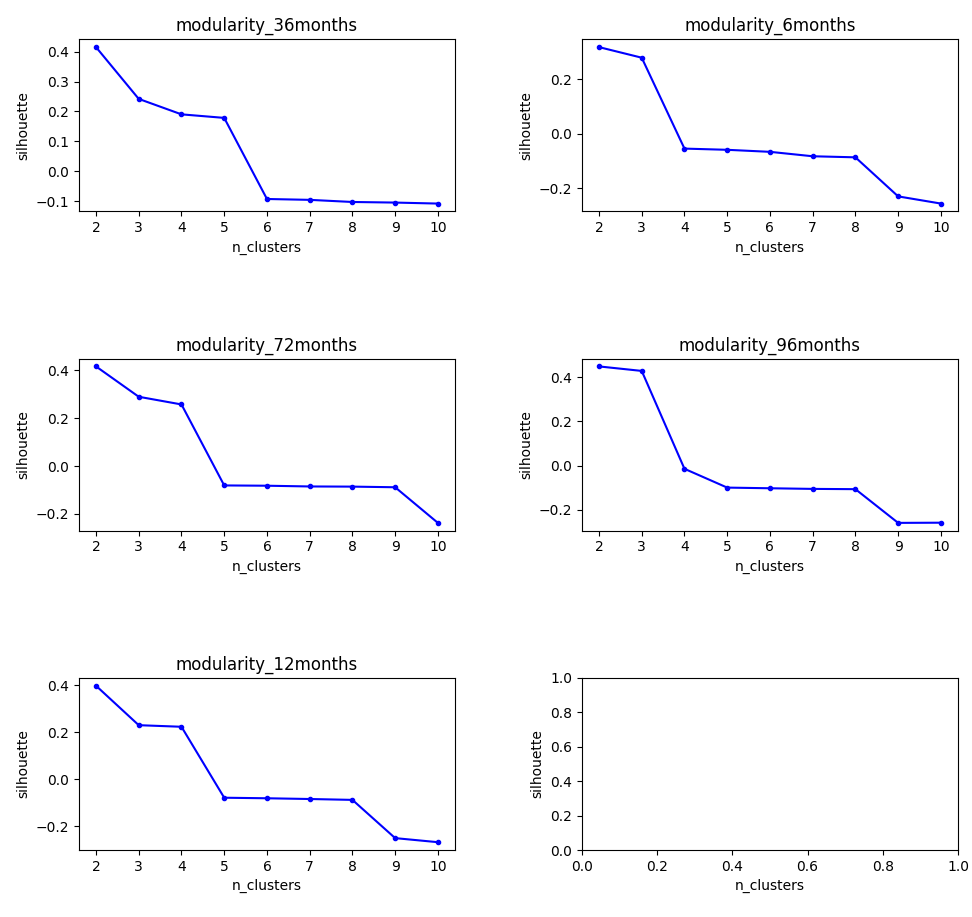 modularity_36months
0.4
0.3
0.2
0.1
0.0
−0.1
silhouette
2 3 4 5 6 7 8 9 10
n_clusters
modularity_6months
0.2
0.0
−0.2
silhouette
2 3 4 5 6 7 8 9 10
n_clusters
modularity_72months
0.4
0.2
0.0
−0.2
silhouette
2 3 4 5 6 7 8 9 10
n_clusters
modularity_96months
0.4
0.2
0.0
−0.2
silhouette
2 3 4 5 6 7 8 9 10
n_clusters
modularity_12months
0.4
0.2
0.0
−0.2
silhouette
2 3 4 5 6 7 8 9 10
n_clusters
1.0
0.8
0.6
0.4
0.2
0.0
silhouette
0.0 0.2 0.4 0.6 0.8 1.0
n_clusters